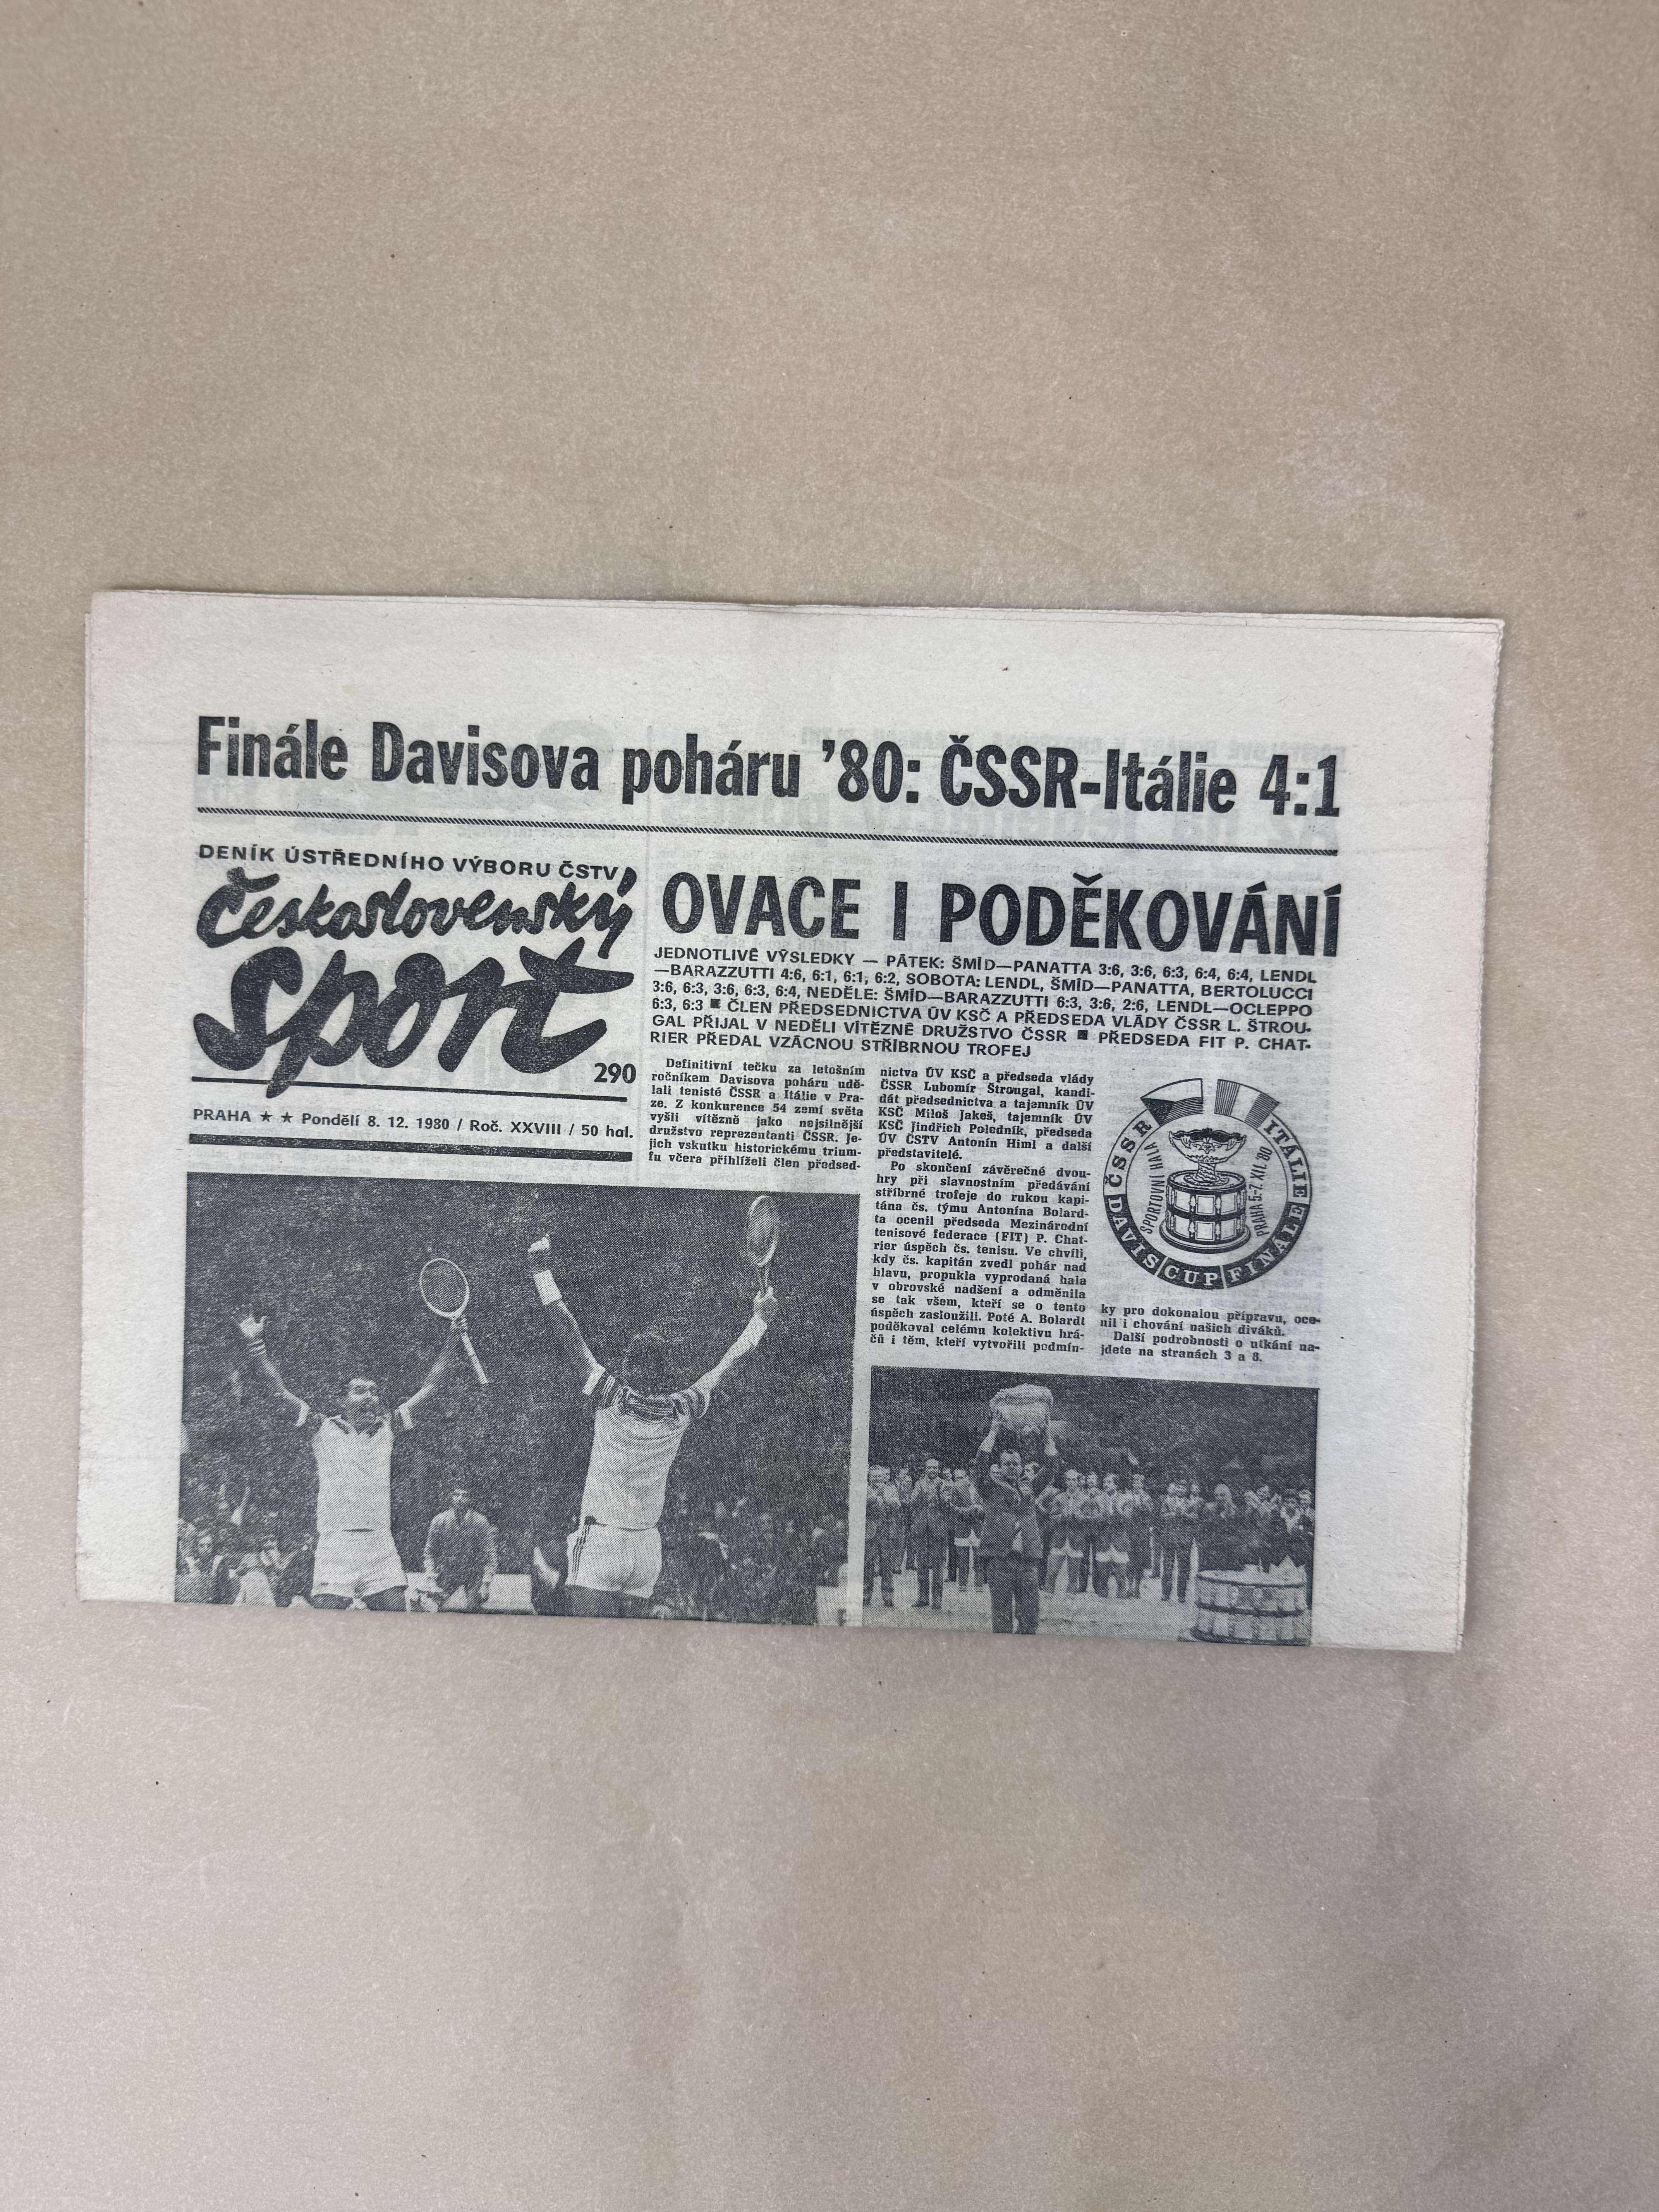 Finále Davisova poháru ’80: ČSSR-Itálie 4:1
DENÍK ÚSTŘEDNÍHO VÝBORU ČSTV
Československý
sport
290
PRAHA ★ ★ Pondělí 8. 12. 1980 / Roč. XXVIII / 50 hal.
OVACE I PODĚKOVÁNÍ
JEDNOTLIVÉ VÝSLEDKY — PÁTEK: ŠMÍD—PANATTA 3:6, 3:6, 6:3, 6:4, 6:4, LENDL
—BARAZZUTTI 4:6, 6:1, 6:1, 6:2, SOBOTA: LENDL, ŠMÍD—PANATTA, BERTOLUCCI
3:6, 6:3, 3:6, 6:3, 6:4, NEDĚLE: ŠMÍD—BARAZZUTTI 6:3, 3:6, 2:6, LENDL—OCLEPPO
6:3, 6:3 ■ ČLEN PŘEDSEDNICTVA ÚV KSČ A PŘEDSEDA VLÁDY ČSSR L. ŠTROU-
GAL PŘIJAL V NEDĚLI VÍTĚZNÉ DRUŽSTVO ČSSR ■ PŘEDSEDA FIT P. CHAT-
RIER PŘEDAL VZÁCNOU STŘÍBRNOU TROFEJ
Definitivní tečku za letošním
ročníkem Davisova poháru udě-
lali tenisté ČSSR a Itálie v Pra-
ze. Z konkurence 54 zemí světa
vyšli vítězně jako nejsilnější
družstvo reprezentanti ČSSR. Je-
jich vskutku historickému trium-
fu včera přihlíželi člen předsed-
nictva ÚV KSČ a předseda vlády
ČSSR Lubomír Štrougal, kandi-
dát předsednictva a tajemník ÚV
KSČ Miloš Jakeš, tajemník ÚV
KSČ Jindřich Poledník, předseda
ÚV ČSTV Antonín Himl a další
představitelé.
Po skončení závěrečné dvou-
hry při slavnostním předávání
stříbrné trofeje do rukou kapi-
tána čs. týmu Antonína Bolard-
ta ocenil předseda Mezinárodní
tenisové federace (FIT) P. Chat-
rier úspěch čs. tenisu. Ve chvíli,
kdy čs. kapitán zvedl pohár nad
hlavu, propukla vyprodaná hala
v obrovské nadšení a odměnila
se tak všem, kteří se o tento
úspěch zasloužili. Poté A. Bolardt
poděkoval celému kolektivu hrá-
čů i těm, kteří vytvořili podmín-
ČSSR
ITÁLIE
SPORTOVNÍ HALA
PRAHA 5.-7. XII. '80
DAVIS CUP FINALE
ky pro dokonalou přípravu, oce-
nil i chování našich diváků.
Další podrobnosti o utkání na-
jdete na stranách 3 a 8.